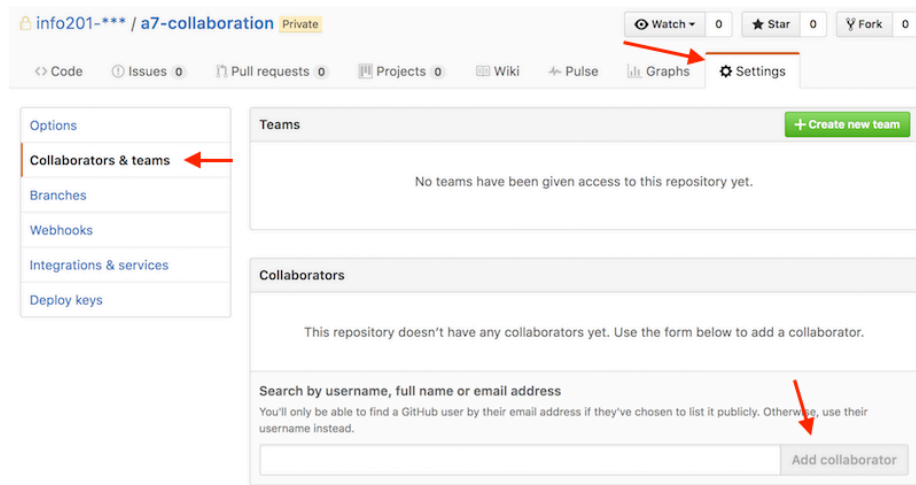 info201-*** / a7-collaboration Private Watch 0 Star 0 Fork 0
Code Issues 0 Pull requests 0 Projects 0 Wiki Pulse Graphs Settings
Options
Collaborators & teams
Branches
Webhooks
Integrations & services
Deploy keys
Teams + Create new team
No teams have been given access to this repository yet.
Collaborators
This repository doesn't have any collaborators yet. Use the form below to add a collaborator.
Search by username, full name or email address
You'll only be able to find a GitHub user by their email address if they've chosen to list it publicly. Otherwise, use their
username instead.
Add collaborator